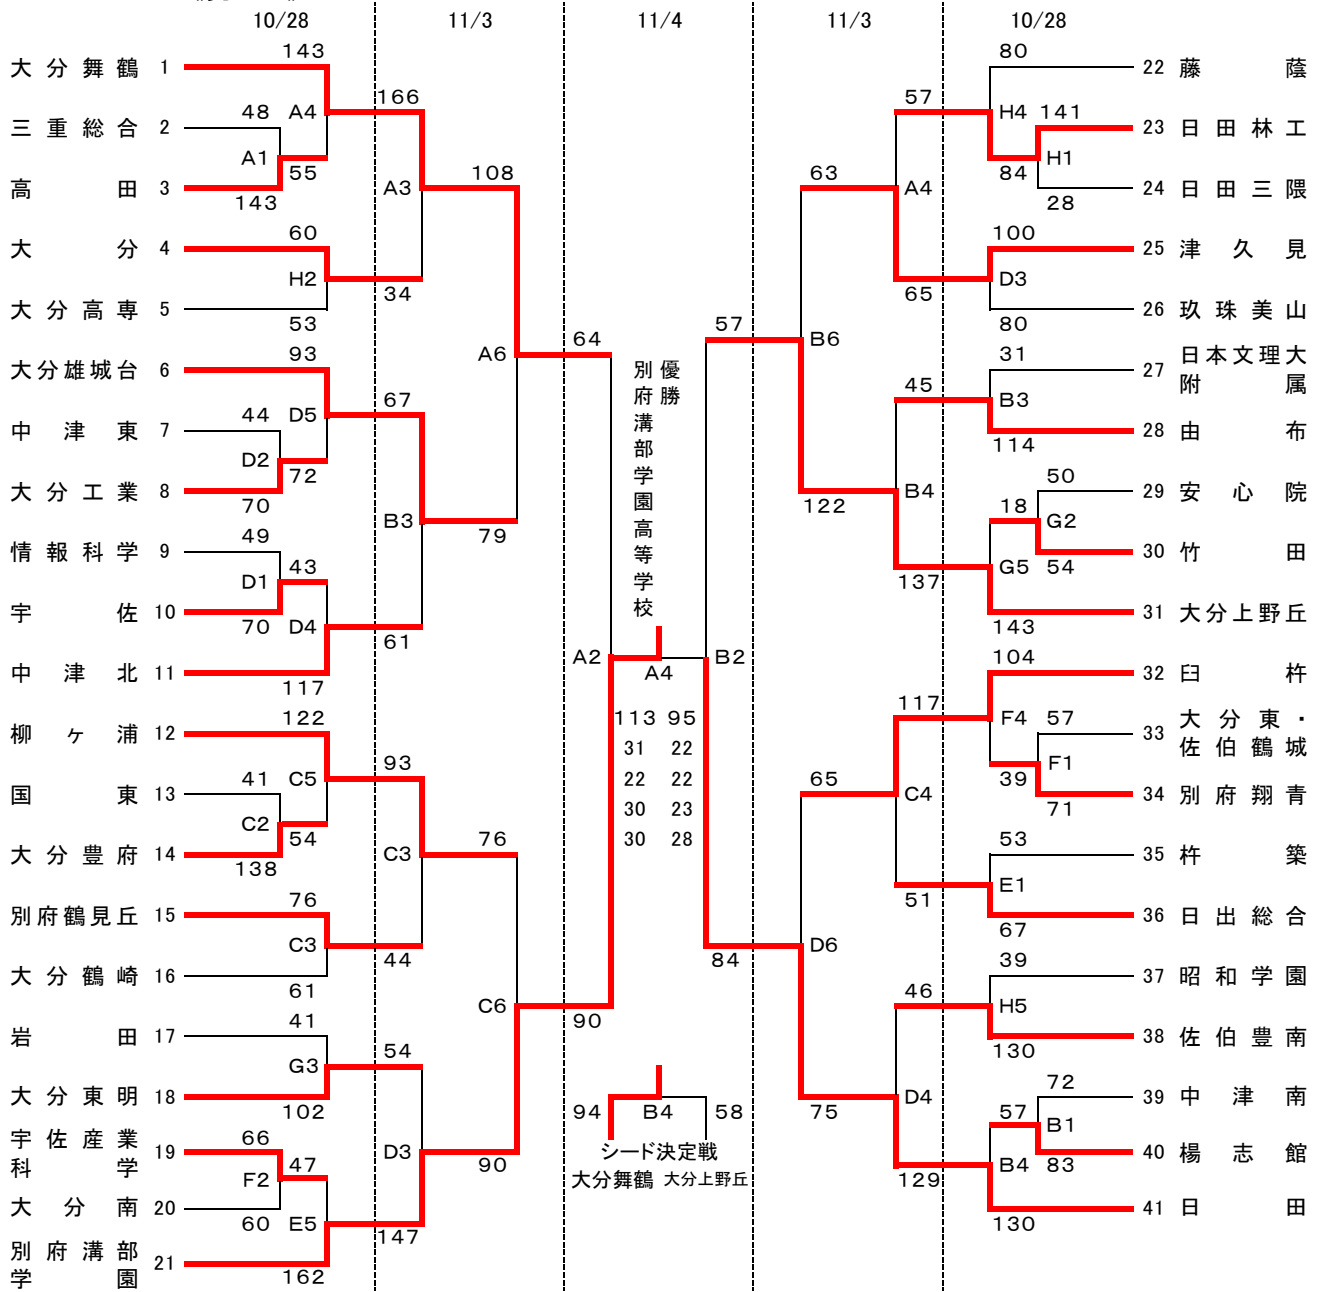 10/28 11/3 11/4 11/3 10/28
大分舞鶴 1 143
三重総合 2 48 A4 166
A1
高田 3 143 55 A3 108
大分 4 60
H2 34
大分高専 5 53
A6 64
大分雄城台 6 93
D5 67
中津東 7 44
D2 72
大分工業 8 70
B3 79
情報科学 9 49
D1 43
宇佐 10 70 D4 61
中津北 11 117
A2
柳ヶ浦 12 122
C5 93
国東 13 41
C2 54
大分豊府 14 138
C3 76
別府鶴見丘 15 76
C3 44
大分鶴崎 16 61
C6 90
岩田 17 41
G3 54
大分東明 18 102
D3 90
宇佐産業
科学 19 66
F2 47
大分南 20 60 E5 147
別府溝部
学園 21 162
優勝
別府溝部学園高等学校
A4
113 95
31 22
22 22
30 23
30 28
94 B4 58
シード決定戦
大分舞鶴 大分上野丘
80 22 藤蔭
57 H4 141 23 日田林工
H1
84 28 24 日田三隈
63 A4
100 25 津久見
65 D3
80 26 玖珠美山
57 B6
31 27 日本文理大
附属
45 B3
114 28 由布
122 B4
50 29 安心院
18 G2
54 30 竹田
137 G5
143 31 大分上野丘
B2
104 32 臼杵
117 F4
57 33 大分東・
佐伯鶴城
F1
39 71 34 別府翔青
65 C4
53 35 杵築
51 E1
67 36 日出総合
84 D6
39 37 昭和学園
46 H5
130 38 佐伯豊南
75 D4
72 39 中津南
57 B1
83 40 楊志館
129 B4
130 41 日田